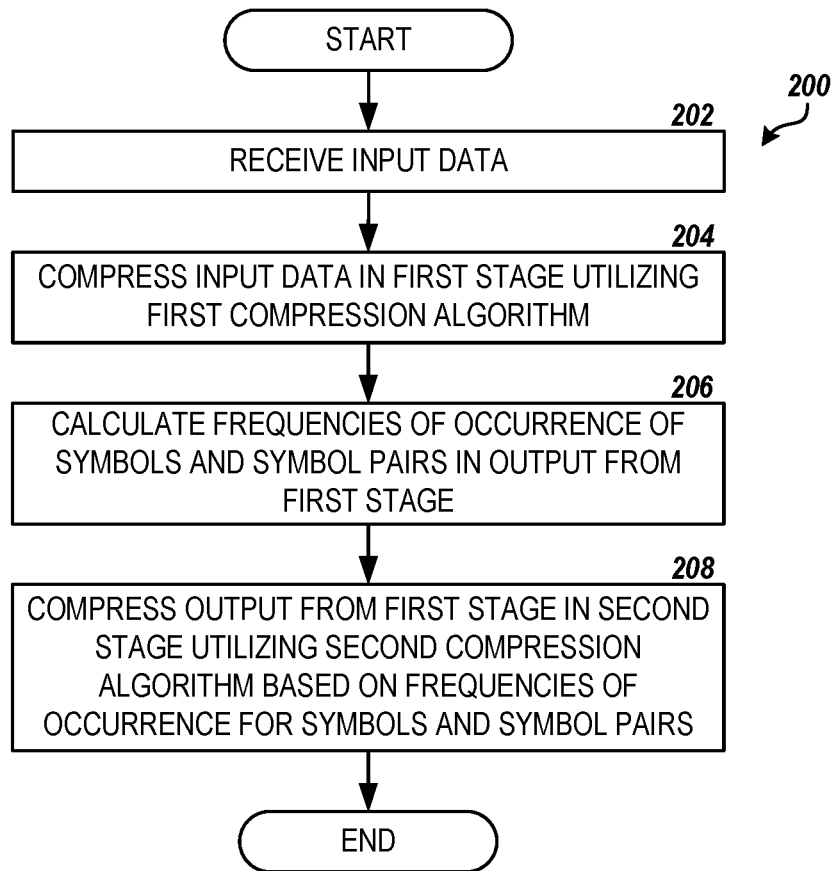 START
200
202
RECEIVE INPUT DATA
204
COMPRESS INPUT DATA IN FIRST STAGE UTILIZING
FIRST COMPRESSION ALGORITHM
206
CALCULATE FREQUENCIES OF OCCURRENCE OF
SYMBOLS AND SYMBOL PAIRS IN OUTPUT FROM
FIRST STAGE
208
COMPRESS OUTPUT FROM FIRST STAGE IN SECOND
STAGE UTILIZING SECOND COMPRESSION
ALGORITHM BASED ON FREQUENCIES OF
OCCURRENCE FOR SYMBOLS AND SYMBOL PAIRS
END